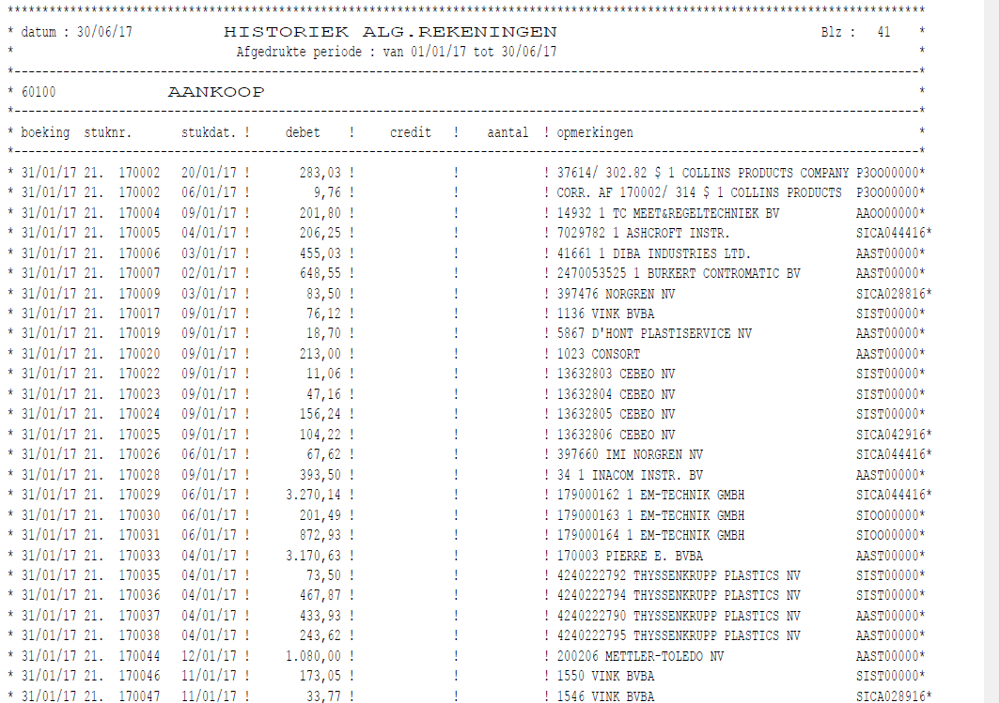 ************************************************************************************************************************************
* datum : 30/06/17 HISTORIEK ALG.REKENINGEN Blz : 41 *
* Afgedrukte periode : van 01/01/17 tot 30/06/17 *
*----------------------------------------------------------------------------------------------------------------------------------*
* 60100 AANKOOP *
*----------------------------------------------------------------------------------------------------------------------------------*
* boeking stuknr. stukdat. ! debet ! credit ! aantal ! opmerkingen *
*----------------------------------------------------------------------------------------------------------------------------------*
* 31/01/17 21. 170002 20/01/17 ! 283,03 ! ! ! 37614/ 302.82 $ 1 COLLINS PRODUCTS COMPANY P3OO00000*
* 31/01/17 21. 170002 06/01/17 ! 9,76 ! ! ! CORR. AF 170002/ 314 $ 1 COLLINS PRODUCTS P3OO00000*
* 31/01/17 21. 170004 09/01/17 ! 201,80 ! ! ! 14932 1 TC MEET&REGELTECHNIEK BV AAOO00000*
* 31/01/17 21. 170005 04/01/17 ! 206,25 ! ! ! 7029782 1 ASHCROFT INSTR. SICA044416*
* 31/01/17 21. 170006 03/01/17 ! 455,03 ! ! ! 41661 1 DIBA INDUSTRIES LTD. AAST00000*
* 31/01/17 21. 170007 02/01/17 ! 648,55 ! ! ! 2470053525 1 BURKERT CONTROMATIC BV AAST00000*
* 31/01/17 21. 170009 03/01/17 ! 83,50 ! ! ! 397476 NORGREN NV SICA028816*
* 31/01/17 21. 170017 09/01/17 ! 76,12 ! ! ! 1136 VINK BVBA SIST00000*
* 31/01/17 21. 170019 09/01/17 ! 18,70 ! ! ! 5867 D'HONT PLASTISERVICE NV AAST00000*
* 31/01/17 21. 170020 09/01/17 ! 213,00 ! ! ! 1023 CONSORT AAST00000*
* 31/01/17 21. 170022 09/01/17 ! 11,06 ! ! ! 13632803 CEBEO NV SIST00000*
* 31/01/17 21. 170023 09/01/17 ! 47,16 ! ! ! 13632804 CEBEO NV SIST00000*
* 31/01/17 21. 170024 09/01/17 ! 156,24 ! ! ! 13632805 CEBEO NV SIST00000*
* 31/01/17 21. 170025 09/01/17 ! 104,22 ! ! ! 13632806 CEBEO NV SICA042916*
* 31/01/17 21. 170026 06/01/17 ! 67,62 ! ! ! 397660 IMI NORGREN NV SICA044416*
* 31/01/17 21. 170028 09/01/17 ! 393,50 ! ! ! 34 1 INACOM INSTR. BV AAST00000*
* 31/01/17 21. 170029 06/01/17 ! 3.270,14 ! ! ! 179000162 1 EM-TECHNIK GMBH SICA044416*
* 31/01/17 21. 170030 06/01/17 ! 201,49 ! ! ! 179000163 1 EM-TECHNIK GMBH SIOO00000*
* 31/01/17 21. 170031 06/01/17 ! 872,93 ! ! ! 179000164 1 EM-TECHNIK GMBH SIOO00000*
* 31/01/17 21. 170033 04/01/17 ! 3.170,63 ! ! ! 170003 PIERRE E. BVBA AAST00000*
* 31/01/17 21. 170035 04/01/17 ! 73,50 ! ! ! 4240222792 THYSSENKRUPP PLASTICS NV SIST00000*
* 31/01/17 21. 170036 04/01/17 ! 467,87 ! ! ! 4240222794 THYSSENKRUPP PLASTICS NV SIST00000*
* 31/01/17 21. 170037 04/01/17 ! 433,93 ! ! ! 4240222790 THYSSENKRUPP PLASTICS NV AAST00000*
* 31/01/17 21. 170038 04/01/17 ! 243,62 ! ! ! 4240222795 THYSSENKRUPP PLASTICS NV AAST00000*
* 31/01/17 21. 170044 12/01/17 ! 1.080,00 ! ! ! 200206 METTLER-TOLEDO NV AAST00000*
* 31/01/17 21. 170046 11/01/17 ! 173,05 ! ! ! 1550 VINK BVBA SIST00000*
* 31/01/17 21. 170047 11/01/17 ! 33,77 ! ! ! 1546 VINK BVBA SICA028916*